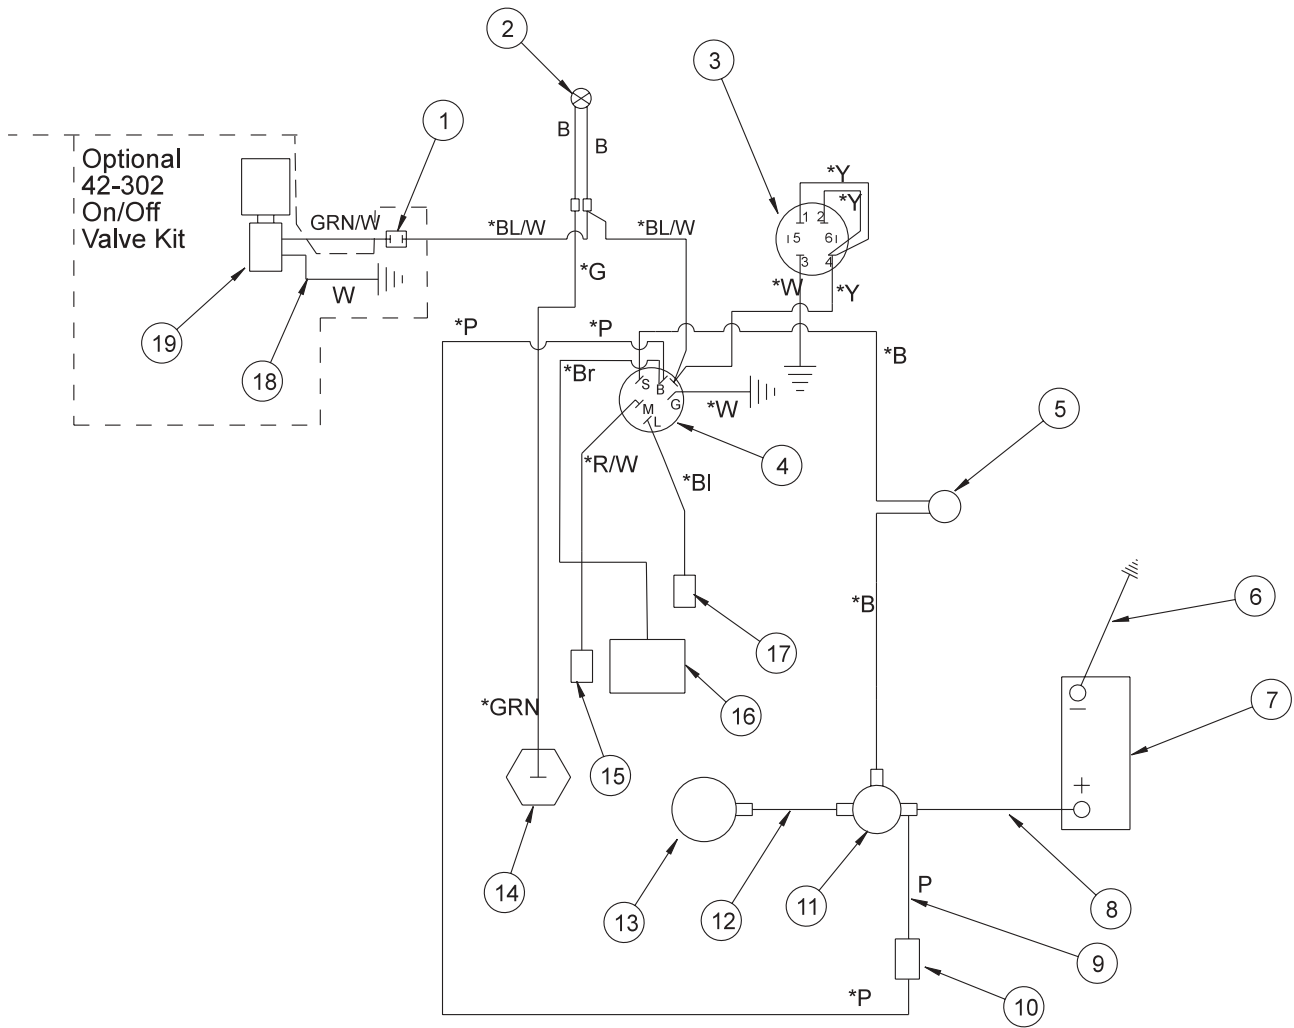 2
3
1
B
B
Optional
42-302
On/Off
Valve Kit
GRN/W
*BL/W
*BL/W
*Y
*Y
1 2
5 6
3 4
*G
W
*W
*Y
19
18
*P
*P
*Br
*B
S B
G
M
L
*W
4
5
*R/W
*Bl
*B
6
17
7
16
*GRN
15
14
–
+
13
12
11
P
8
9
10
*P